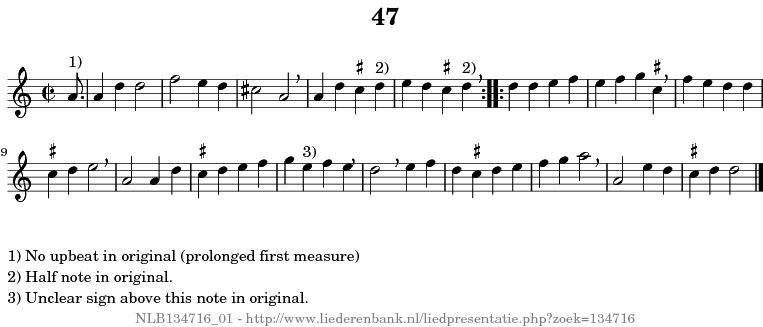 47
1)
2)
2)
9
3)
1) No upbeat in original (prolonged first measure)
2) Half note in original.
3) Unclear sign above this note in original.
NLB134716_01 - http://www.liederenbank.nl/liedpresentatie.php?zoek=134716